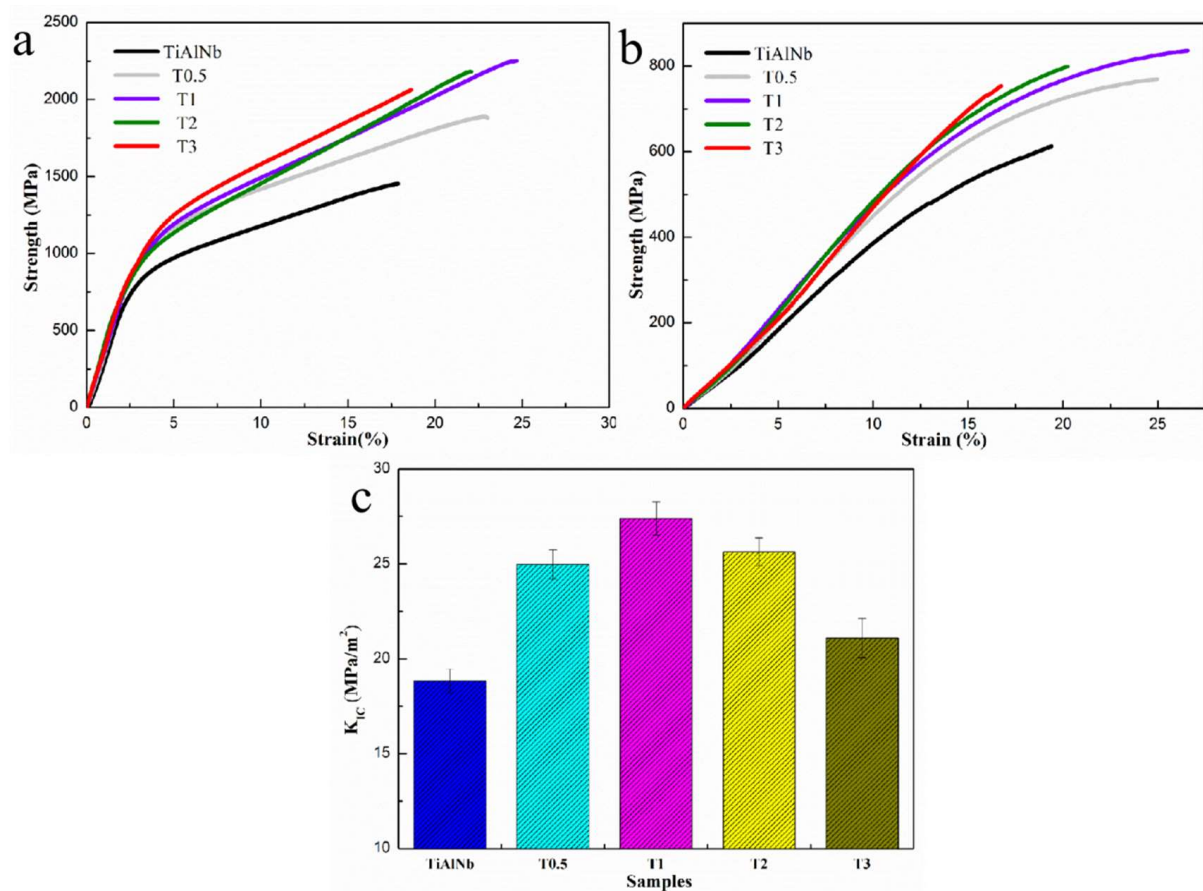 a
2500
2000
1500
1000
500
0
Strength (MPa)
TiAlNb
T0.5
T1
T2
T3
0 5 10 15 20 25 30
Strain(%)
b
800
600
400
200
0
Strength (MPa)
TiAlNb
T0.5
T1
T2
T3
0 5 10 15 20 25
Strain (%)
c
30
25
20
15
10
K_IC (MPa/m²)
TiAlNb T0.5 T1 T2 T3
Samples